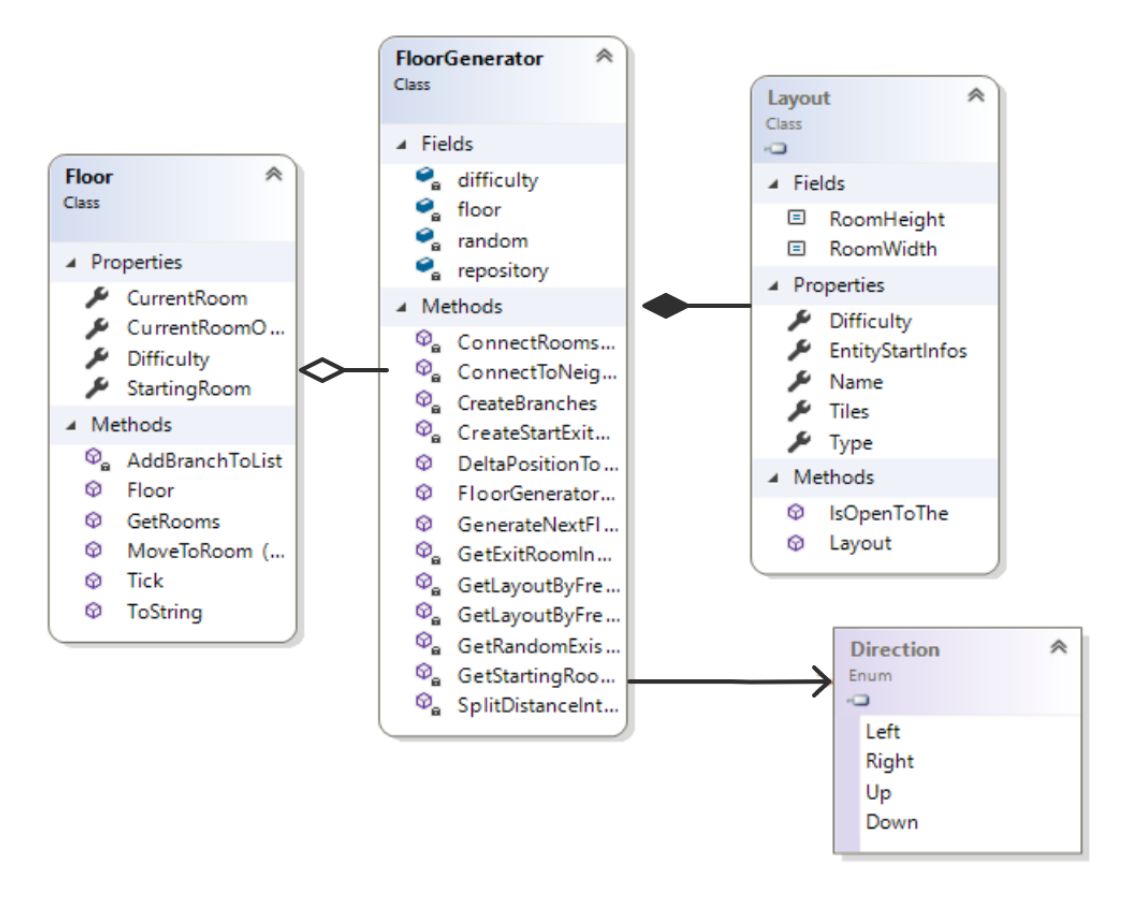 Floor
Class
Properties
CurrentRoom
CurrentRoomO...
Difficulty
StartingRoom
Methods
AddBranchToList
Floor
GetRooms
MoveToRoom (...
Tick
ToString
FloorGenerator
Class
Fields
difficulty
floor
random
repository
Methods
ConnectRooms...
ConnectToNeig...
CreateBranches
CreateStartExit...
DeltaPositionTo...
FloorGenerator...
GenerateNextFl...
GetExitRoomIn...
GetLayoutByFre...
GetLayoutByFre...
GetRandomExis...
GetStartingRoo...
SplitDistanceInt...
Layout
Class
Fields
RoomHeight
RoomWidth
Properties
Difficulty
EntityStartInfos
Name
Tiles
Type
Methods
IsOpenToThe
Layout
Direction
Enum
Left
Right
Up
Down